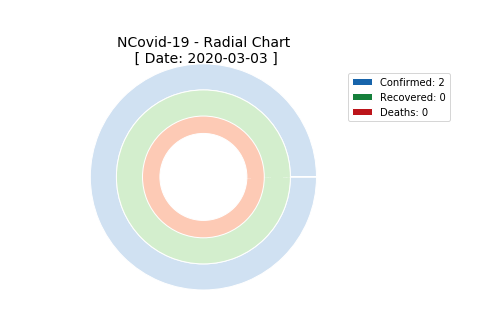 NCovid-19 - Radial Chart
[ Date: 2020-03-03 ]
Confirmed: 2
Recovered: 0
Deaths: 0